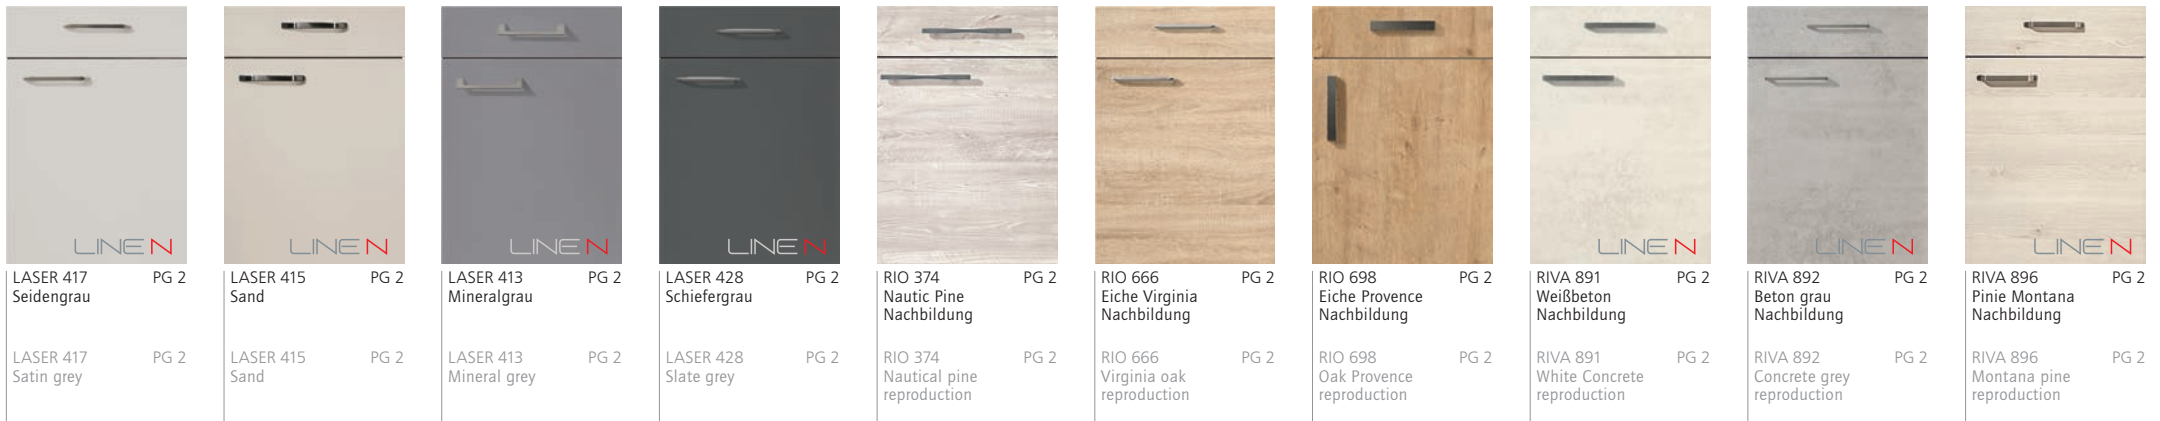 LINE N
LASER 417 PG 2
Seidengrau
LASER 417 PG 2
Satin grey
LINE N
LASER 415 PG 2
Sand
LASER 415 PG 2
Sand
LINE N
LASER 413 PG 2
Mineralgrau
LASER 413 PG 2
Mineral grey
LINE N
LASER 428 PG 2
Schiefergrau
LASER 428 PG 2
Slate grey
RIO 374 PG 2
Nautic Pine
Nachbildung
RIO 374 PG 2
Nautical pine
reproduction
RIO 666 PG 2
Eiche Virginia
Nachbildung
RIO 666 PG 2
Virginia oak
reproduction
RIO 698 PG 2
Eiche Provence
Nachbildung
RIO 698 PG 2
Oak Provence
reproduction
LINE N
RIVA 891 PG 2
Weißbeton
Nachbildung
RIVA 891 PG 2
White Concrete
reproduction
LINE N
RIVA 892 PG 2
Beton grau
Nachbildung
RIVA 892 PG 2
Concrete grey
reproduction
LINE N
RIVA 896 PG 2
Pinie Montana
Nachbildung
RIVA 896 PG 2
Montana pine
reproduction